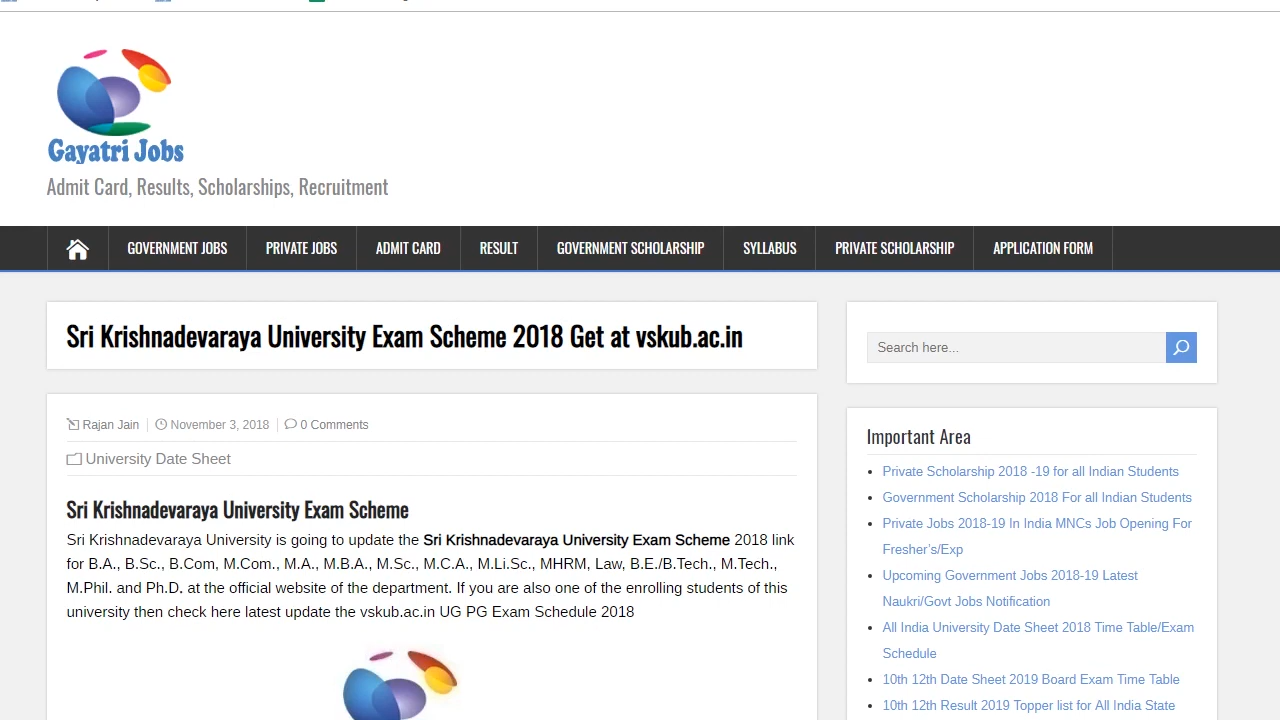 Gayatri Jobs
Admit Card, Results, Scholarships, Recruitment
GOVERNMENT JOBS PRIVATE JOBS ADMIT CARD RESULT GOVERNMENT SCHOLARSHIP SYLLABUS PRIVATE SCHOLARSHIP APPLICATION FORM
Sri Krishnadevaraya University Exam Scheme 2018 Get at vskub.ac.in
Rajan Jain November 3, 2018 0 Comments
University Date Sheet
Sri Krishnadevaraya University Exam Scheme
Sri Krishnadevaraya University is going to update the Sri Krishnadevaraya University Exam Scheme 2018 link
for B.A., B.Sc., B.Com, M.Com., M.A., M.B.A., M.Sc., M.C.A., M.Li.Sc., MHRM, Law, B.E./B.Tech., M.Tech.,
M.Phil. and Ph.D. at the official website of the department. If you are also one of the enrolling students of this
university then check here latest update the vskub.ac.in UG PG Exam Schedule 2018
Search here...
Important Area
Private Scholarship 2018 -19 for all Indian Students
Government Scholarship 2018 For all Indian Students
Private Jobs 2018-19 In India MNCs Job Opening For
Fresher's/Exp
Upcoming Government Jobs 2018-19 Latest
Naukri/Govt Jobs Notification
All India University Date Sheet 2018 Time Table/Exam
Schedule
10th 12th Date Sheet 2019 Board Exam Time Table
10th 12th Result 2019 Topper list for All India State